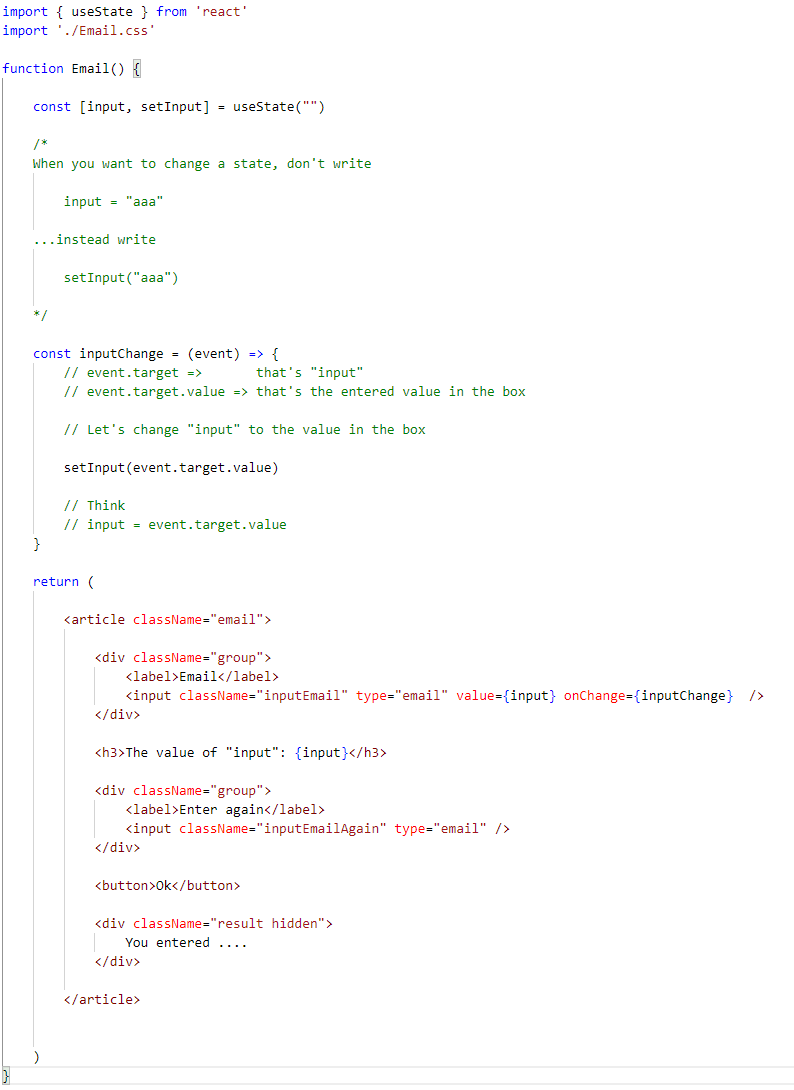 import { useState } from 'react'
import './Email.css'
function Email() {
const [input, setInput] = useState("")
/*
When you want to change a state, don't write
input = "aaa"
...instead write
setInput("aaa")
*/
const inputChange = (event) => {
// event.target =>       that's "input"
// event.target.value => that's the entered value in the box
// Let's change "input" to the value in the box
setInput(event.target.value)
// Think
// input = event.target.value
}
return (
<article className="email">
<div className="group">
<label>Email</label>
<input className="inputEmail" type="email" value={input} onChange={inputChange}  />
</div>
<h3>The value of "input": {input}</h3>
<div className="group">
<label>Enter again</label>
<input className="inputEmailAgain" type="email" />
</div>
<button>Ok</button>
<div className="result hidden">
You entered ....
</div>
</article>
)
}